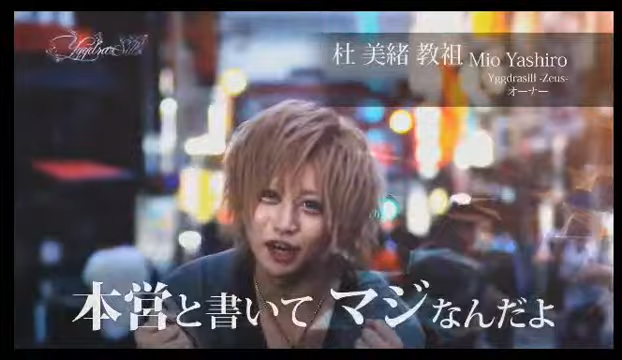 YggdraSill
杜 美緒 教祖 Mio Yashiro
Yggdrasill -Zeus-
オーナー
本営と書いて マジなんだよ